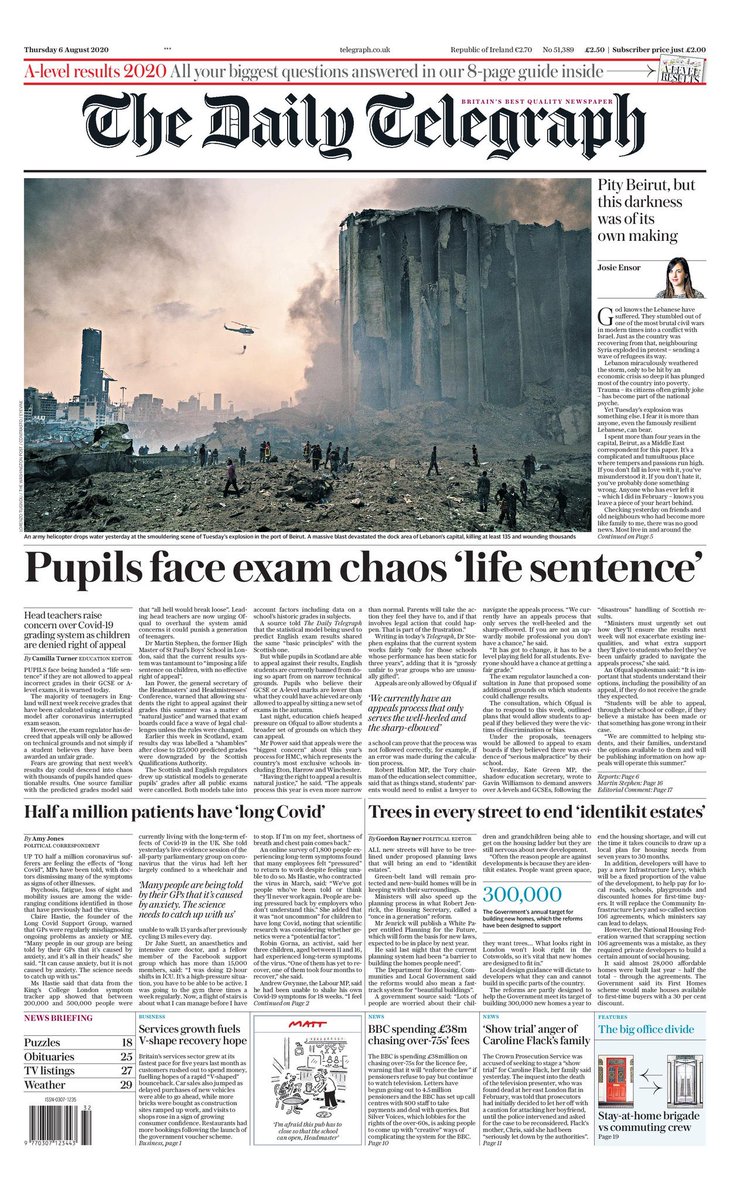 Thursday 6 August 2020
***
telegraph.co.uk
Republic of Ireland €2.70
No 51,389
£2.50 | Subscriber price just £2.00
A-level results 2020 All your biggest questions answered in our 8-page guide inside
BRITAIN'S BEST QUALITY NEWSPAPER
The Daily Telegraph
An army helicopter drops water yesterday at the smouldering scene of Tuesday's explosion in the port of Beirut. A massive blast devastated the dock area of Lebanon's capital, killing at least 135 and wounding thousands
Pity Beirut, but
this darkness
was of its
own making
Josie Ensor
God knows the Lebanese have
suffered. They stumbled out of
one of the most brutal civil wars
in modern times into a conflict with
Israel. Just as the country was
recovering from that, neighbouring
Syria exploded in protest – sending a
wave of refugees its way.
Lebanon miraculously weathered
the storm, only to be hit by an
economic crisis so deep it has plunged
most of the country into poverty.
Trauma – its citizens often grimly joke
– has become part of the national
psyche.
Yet Tuesday's explosion was
something else. I fear it is more than
anyone, even the famously resilient
Lebanese, can bear.
I spent more than four years in the
capital, Beirut, as a Middle East
correspondent for this paper. It's a
complicated and tumultuous place
where tempers and passions run high.
If you don't fall in love with it, you've
misunderstood it. If you don't hate it,
you've probably done something
wrong. Anyone who has ever left it
– which I did in February – knows you
leave a piece of your heart behind.
Checking yesterday on friends and
old neighbours who had become more
like family to me, there was no good
news. Most live in and around the
Continued on Page 5
Pupils face exam chaos 'life sentence'
Head teachers raise
concern over Covid-19
grading system as children
are denied right of appeal
By Camilla Turner EDUCATION EDITOR
PUPILS face being handed a "life sen-
tence" if they are not allowed to appeal
incorrect grades in their GCSE or A-
level exams, it is warned today.
The majority of teenagers in Eng-
land will next week receive grades that
have been calculated using a statistical
model after coronavirus interrupted
exam season.
However, the exam regulator has de-
creed that appeals will only be allowed
on technical grounds and not simply if
a student believes they have been
awarded an unfair grade.
Fears are growing that next week's
results day could descend into chaos
with thousands of pupils handed ques-
tionable grades. One source familiar
with the predicted grades model said
that "all hell would break loose". Lead-
ing head teachers are now urging Of-
qual to overhaul the system amid
concerns it could punish a generation
of teenagers.
Dr Martin Stephen, the former High
Master of St Paul's Boys' School in Lon-
don, said that the current results sys-
tem was tantamount to "imposing a life
sentence on children, with no effective
right of appeal".
Ian Power, the general secretary of
the Headmasters' and Headmistresses'
Conference, warned that allowing stu-
dents the right to appeal against their
grades this summer was a matter of
"natural justice" and warned that exam
boards could face a wave of legal chal-
lenges unless the rules were changed.
Earlier this week in Scotland, exam
results day was labelled a "shambles"
after close to 125,000 predicted grades
were downgraded by the Scottish
Qualifications Authority.
The Scottish and English regulators
drew up statistical models to generate
pupils' grades after all public exams
were cancelled. Both models take into
account factors including data on a
school's historic grades in subjects.
A source told The Daily Telegraph
that the statistical model being used to
predict English exam results shared
the same "basic principles" with the
Scottish one.
But while pupils in Scotland are able
to appeal against their results, English
students are currently banned from do-
ing so apart from on narrow technical
grounds. Pupils who believe their
GCSE or A-level marks are lower than
what they could have achieved are only
allowed to appeal by sitting a new set of
exams in the autumn.
Last night, education chiefs heaped
pressure on Ofqual to allow students a
broader set of grounds on which they
can appeal.
Mr Power said that appeals were the
"biggest concern" about this year's
process for HMC, which represents the
country's most exclusive schools in-
cluding Eton, Harrow and Winchester.
"Having the right to appeal a result is
natural justice," he said. "The appeals
process this year is even more narrow
than normal. Parents will take the ac-
tion they feel they have to, and if that
involves legal action that could hap-
pen. That is part of the frustration."
Writing in today's Telegraph, Dr Ste-
phen explains that the current system
works fairly "only for those schools
whose performance has been static for
three years", adding that it is "grossly
unfair to year groups who are unusu-
ally gifted".
Appeals are only allowed by Ofqual if
'We currently have an
appeals process that only
serves the well-heeled and
the sharp-elbowed'
a school can prove that the process was
not followed correctly, for example, if
an error was made during the calcula-
tion process.
Robert Halfon MP, the Tory chair-
man of the education select committee,
said that as things stand, students' par-
ents would need to enlist a lawyer to
navigate the appeals process. "We cur-
rently have an appeals process that
only serves the well-heeled and the
sharp-elbowed. If you are not an up-
wardly mobile professional you don't
have a chance," he said.
"It has got to change, it has to be a
level playing field for all students. Eve-
ryone should have a chance at getting a
fair grade."
The exam regulator launched a con-
sultation in June that proposed some
additional grounds on which students
could challenge results.
The consultation, which Ofqual is
due to respond to this week, outlined
plans that would allow students to ap-
peal if they believed they were the vic-
tims of discrimination or bias.
Under the proposals, teenagers
would be allowed to appeal to exam
boards if they believed there was evi-
dence of "serious malpractice" by their
school.
Yesterday, Kate Green MP, the
shadow education secretary, wrote to
Gavin Williamson to demand answers
over A-levels and GCSEs, following the
"disastrous" handling of Scottish re-
sults.
"Ministers must urgently set out
how they'll ensure the results next
week will not exacerbate existing ine-
qualities, and what extra support
they'll give to students who feel they've
been unfairly graded to navigate the
appeals process," she said.
An Ofqual spokesman said: "It is im-
portant that students understand their
options, including the possibility of an
appeal, if they do not receive the grade
they expected.
"Students will be able to appeal,
through their school or college, if they
believe a mistake has been made or
that something has gone wrong in their
case.
"We are committed to helping stu-
dents, and their families, understand
the options available to them and will
be publishing information on how ap-
peals will operate this summer."
Reports: Page 6
Martin Stephen: Page 16
Editorial Comment: Page 17
Half a million patients have 'long Covid'
By Amy Jones
POLITICAL CORRESPONDENT
UP TO half a million coronavirus suf-
ferers are feeling the effects of "long
Covid", MPs have been told, with doc-
tors dismissing many of the symptoms
as signs of other illnesses.
Psychosis, fatigue, loss of sight and
mobility issues are among the wide-
ranging conditions identified in those
that have previously had the virus.
Claire Hastie, the founder of the
Long Covid Support Group, warned
that GPs were regularly misdiagnosing
ongoing problems as anxiety or ME.
"Many people in our group are being
told by their GPs that it's caused by
anxiety, and it's all in their heads," she
said, "It can cause anxiety, but it is not
caused by anxiety. The science needs
to catch up with us."
Ms Hastie said that data from the
King's College London symptom
tracker app showed that between
200,000 and 500,000 people were
currently living with the long-term ef-
fects of Covid-19 in the UK. She told
yesterday's live evidence session of the
all-party parliamentary group on coro-
navirus that the virus had left her
largely confined to a wheelchair and
'Many people are being told
by their GPs that it's caused
by anxiety. The science
needs to catch up with us'
unable to walk 13 yards after previously
cycling 13 miles every day.
Dr Jake Suett, an anaesthetics and
intensive care doctor, and a fellow
member of the Facebook support
group which has more than 15,000
members, said: "I was doing 12-hour
shifts in ICU. It's a high-pressure situa-
tion, you have to be able to be active. I
was going to the gym three times a
week regularly. Now, a flight of stairs is
about what I can manage before I have
to stop. If I'm on my feet, shortness of
breath and chest pain comes back."
An online survey of 1,800 people ex-
periencing long-term symptoms found
that many employees felt "pressured"
to return to work despite feeling una-
ble to do so. Ms Hastie, who contracted
the virus in March, said: "We've got
people who've been told or think
they'll never work again. People are be-
ing pressured back by employers who
don't understand this." She added that
it was "not uncommon" for children to
have long Covid, noting that scientific
research was considering whether ge-
netics were a "potential factor".
Robin Gorna, an activist, said her
three children, aged between 11 and 16,
had experienced long-term symptoms
of the virus. "One of them has yet to re-
cover, one of them took four months to
recover," she said.
Andrew Gwynne, the Labour MP, said
he had been unable to shake his own
Covid-19 symptoms for 18 weeks. "I feel
Continued on Page 2
Trees in every street to end 'identikit estates'
By Gordon Rayner POLITICAL EDITOR
ALL new streets will have to be tree-
lined under proposed planning laws
that will bring an end to "identikit
estates".
Green-belt land will remain pro-
tected and new-build homes will be in
keeping with their surroundings.
Ministers will also speed up the
planning process in what Robert Jen-
rick, the Housing Secretary, called a
"once in a generation" reform.
Mr Jenrick will publish a White Pa-
per entitled Planning for the Future,
which will form the basis for new laws,
expected to be in place by next year.
He said last night that the current
planning system had been "a barrier to
building the homes people need".
The Department for Housing, Com-
munities and Local Government said
the reforms would also mean a fast-
track system for "beautiful buildings".
A government source said: "Lots of
people are worried about their chil-
dren and grandchildren being able to
get on the housing ladder but they are
still nervous about new development.
"Often the reason people are against
developments is because they are iden-
tikit estates. People want green space,
300,000
The Government's annual target for
building new homes, which the reforms
have been designed to support
they want trees... What looks right in
London won't look right in the
Cotswolds, so it's vital that new homes
are designed to fit in."
Local design guidance will dictate to
developers what they can and cannot
build in specific parts of the country.
The reforms are partly designed to
help the Government meet its target of
building 300,000 new homes a year to
end the housing shortage, and will cut
the time it takes councils to draw up a
local plan for housing needs from
seven years to 30 months.
In addition, developers will have to
pay a new Infrastructure Levy, which
will be a fixed proportion of the value
of the development, to help pay for lo-
cal roads, schools, playgrounds and
discounted homes for first-time buy-
ers. It will replace the Community In-
frastructure Levy and so-called section
106 agreements, which ministers say
can lead to delays.
However, the National Housing Fed-
eration warned that scrapping section
106 agreements was a mistake, as they
required private developers to build a
certain amount of social housing.
It said almost 28,000 affordable
homes were built last year – half the
total – through the agreements. The
Government said its First Homes
scheme would make houses available
to first-time buyers with a 30 per cent
discount.
NEWS BRIEFING
Puzzles 18
Obituaries 25
TV listings 27
Weather 29
ISSN 0307-1235
32
9 770307 123443
BUSINESS
Services growth fuels
V-shape recovery hope
Britain's services sector grew at its
fastest pace for five years last month as
customers rushed out to spend money,
fuelling hopes of a rapid "V-shaped"
bounceback. Car sales also jumped as
delayed purchases of new vehicles
were able to go ahead, while more
bricks were bought as construction
sites ramped up work, and visits to
shops rose in a sign of growing
consumer confidence. Restaurants had
more bookings following the launch of
the government voucher scheme.
Business, page 1
MATT
'I'm afraid this pub has to
close so that the school
can open, Headmaster'
NEWS
BBC spending £38m
chasing over-75s' fees
The BBC is spending £38million on
chasing over-75s for the licence fee,
warning that it will "enforce the law" if
pensioners refuse to pay but continue
to watch television. Letters have
begun going out to 4.5 million
pensioners and the BBC has set up call
centres with 800 staff to take
payments and deal with queries. But
Silver Voices, which lobbies for the
rights of the over-60s, is asking people
to come up with "creative" ways of
complicating the system for the BBC.
Page 10
NEWS
'Show trial' anger of
Caroline Flack's family
The Crown Prosecution Service was
accused of seeking to stage a "show
trial" for Caroline Flack, her family said
yesterday. The inquest into the death
of the television presenter, who was
found dead at her east London flat in
February, was told that prosecutors
had initially decided to let her off with
a caution for attacking her boyfriend,
until the police intervened and asked
for the case to be reconsidered. Flack's
mother, Chris, said she had been
"seriously let down by the authorities".
Page 11
FEATURES
The big office divide
Stay-at-home brigade
vs commuting crew
Page 19